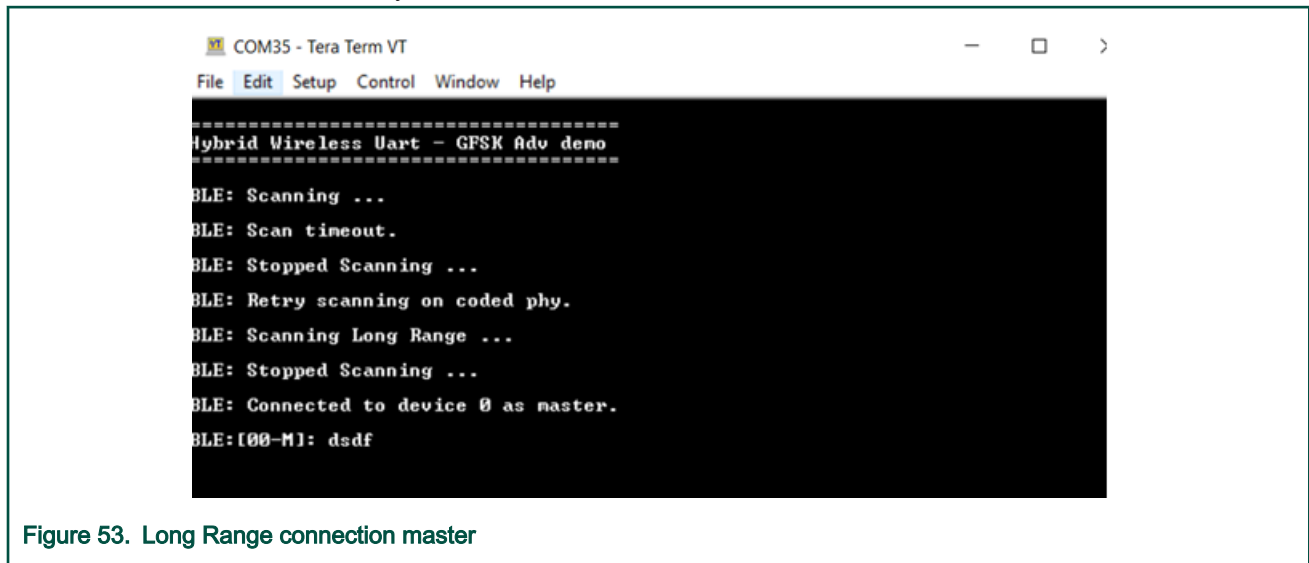 COM35 - Tera Term VT
File Edit Setup Control Window Help
========================================
Hybrid Wireless Uart - GFSK Adv demo
========================================
BLE: Scanning ...
BLE: Scan timeout.
BLE: Stopped Scanning ...
BLE: Retry scanning on coded phy.
BLE: Scanning Long Range ...
BLE: Stopped Scanning ...
BLE: Connected to device 0 as master.
BLE:[00-M]: dsdf
Figure 53. Long Range connection master